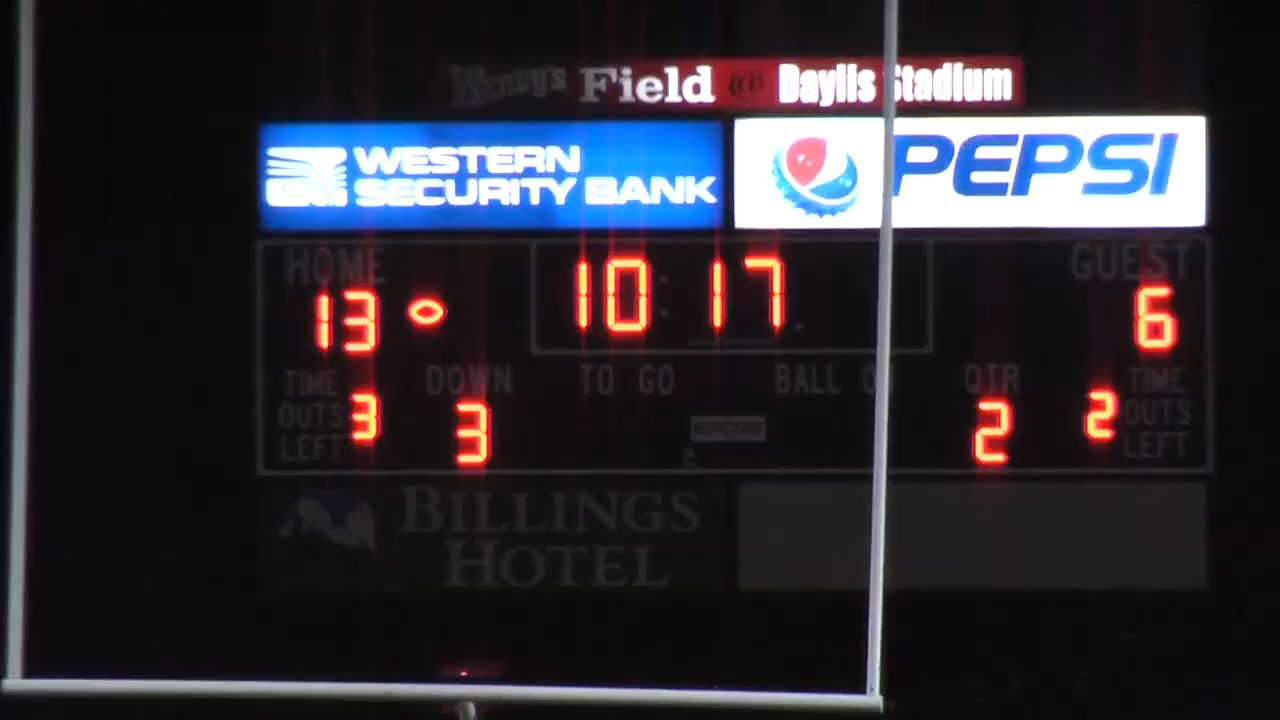 Wendy's Field @ Daylis Stadium
WESTERN
SECURITY BANK
PEPSI
HOME 10:17 GUEST
13 6
TIME OUTS LEFT 3
DOWN 3
TO GO
BALL ON
QTR 2
2 TIME OUTS LEFT
BILLINGS
HOTEL